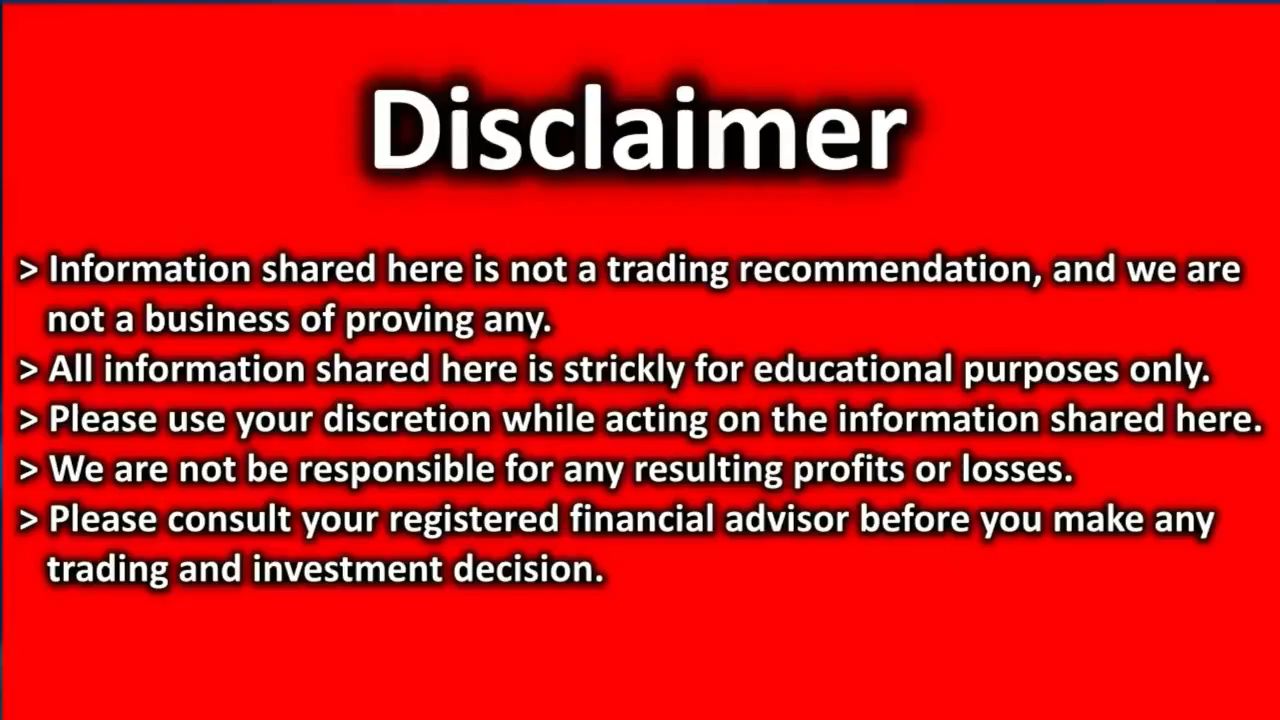 Disclaimer
> Information shared here is not a trading recommendation, and we are
not a business of proving any.
> All information shared here is strickly for educational purposes only.
> Please use your discretion while acting on the information shared here.
> We are not be responsible for any resulting profits or losses.
> Please consult your registered financial advisor before you make any
trading and investment decision.